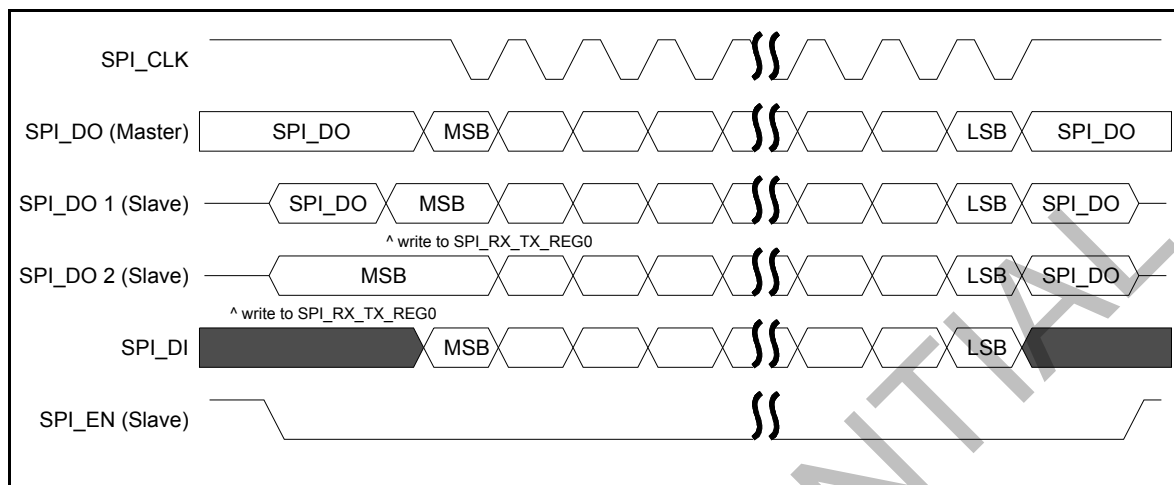 SPI_CLK
SPI_DO (Master) SPI_DO MSB LSB SPI_DO
SPI_DO 1 (Slave) SPI_DO MSB LSB SPI_DO
^ write to SPI_RX_TX_REG0
SPI_DO 2 (Slave) MSB LSB SPI_DO
^ write to SPI_RX_TX_REG0
SPI_DI MSB LSB
SPI_EN (Slave)
NTIAL